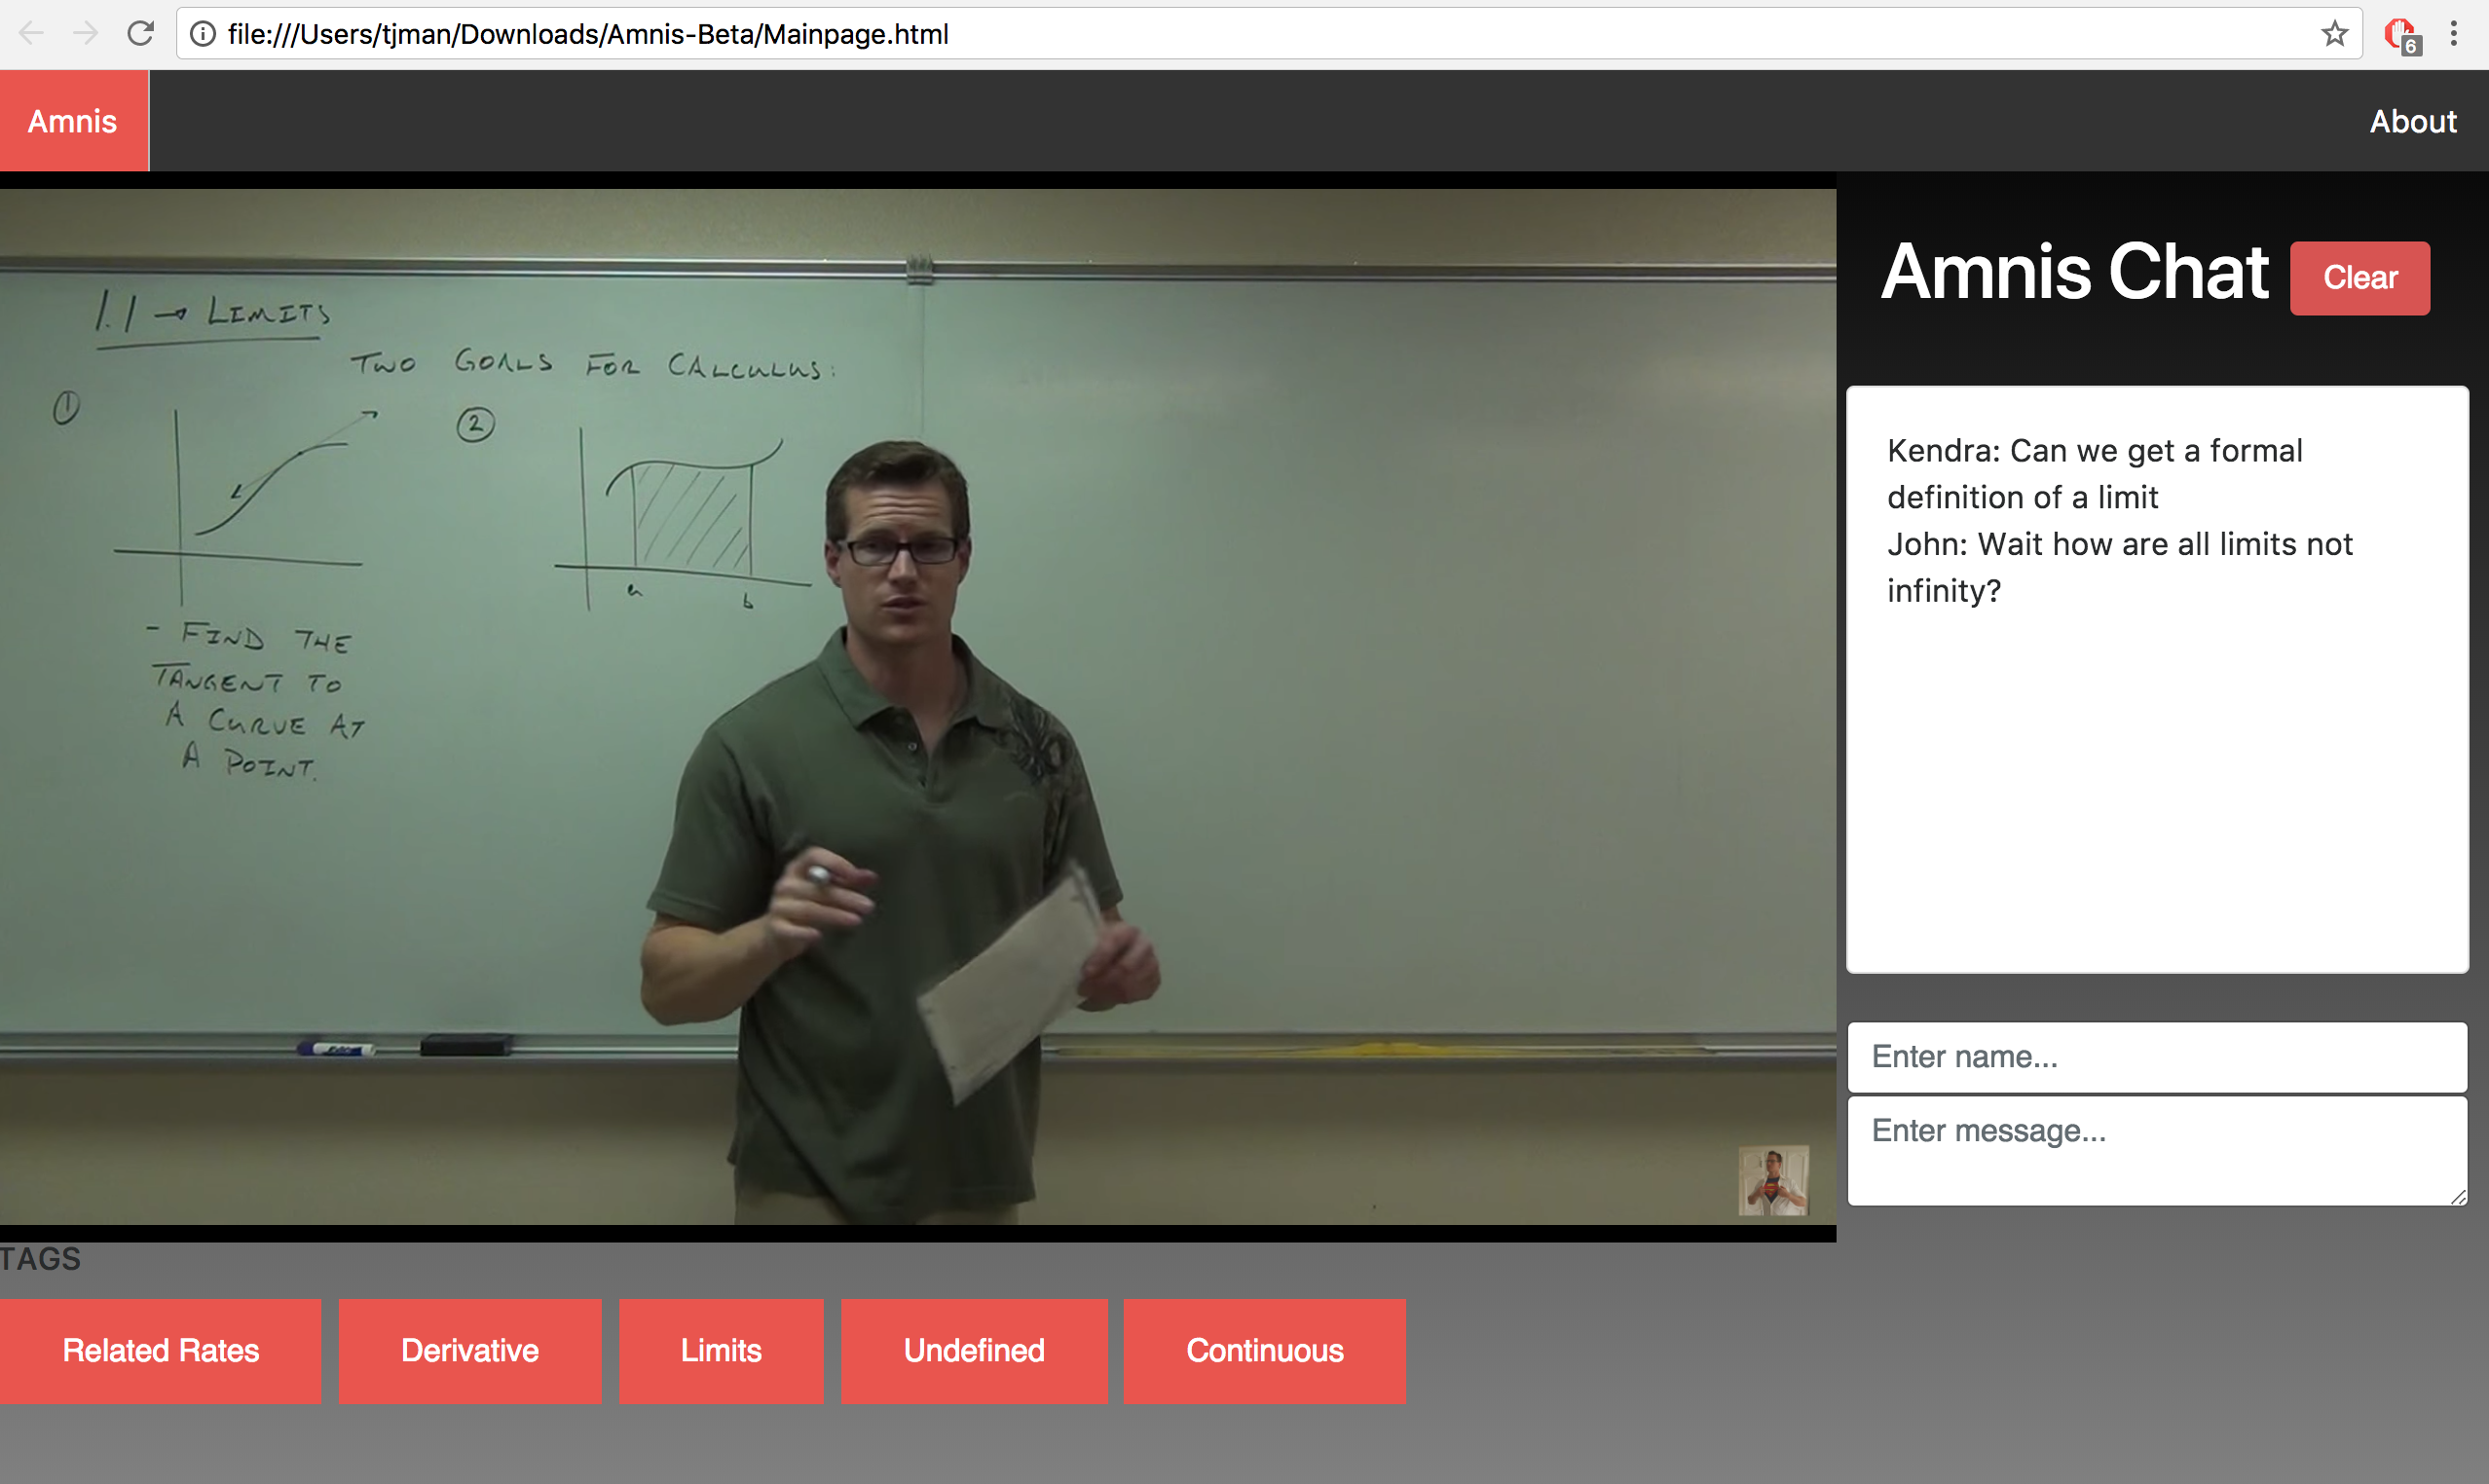 file:///Users/tjman/Downloads/Amnis-Beta/Mainpage.html
6
Amnis
About
1.1 → LIMITS
TWO GOALS FOR CALCULUS:
1
2
a
b
- FIND THE
TANGENT TO
A CURVE AT
A POINT.
Amnis Chat
Clear
Kendra: Can we get a formal
definition of a limit
John: Wait how are all limits not
infinity?
Enter name...
Enter message...
TAGS
Related Rates
Derivative
Limits
Undefined
Continuous